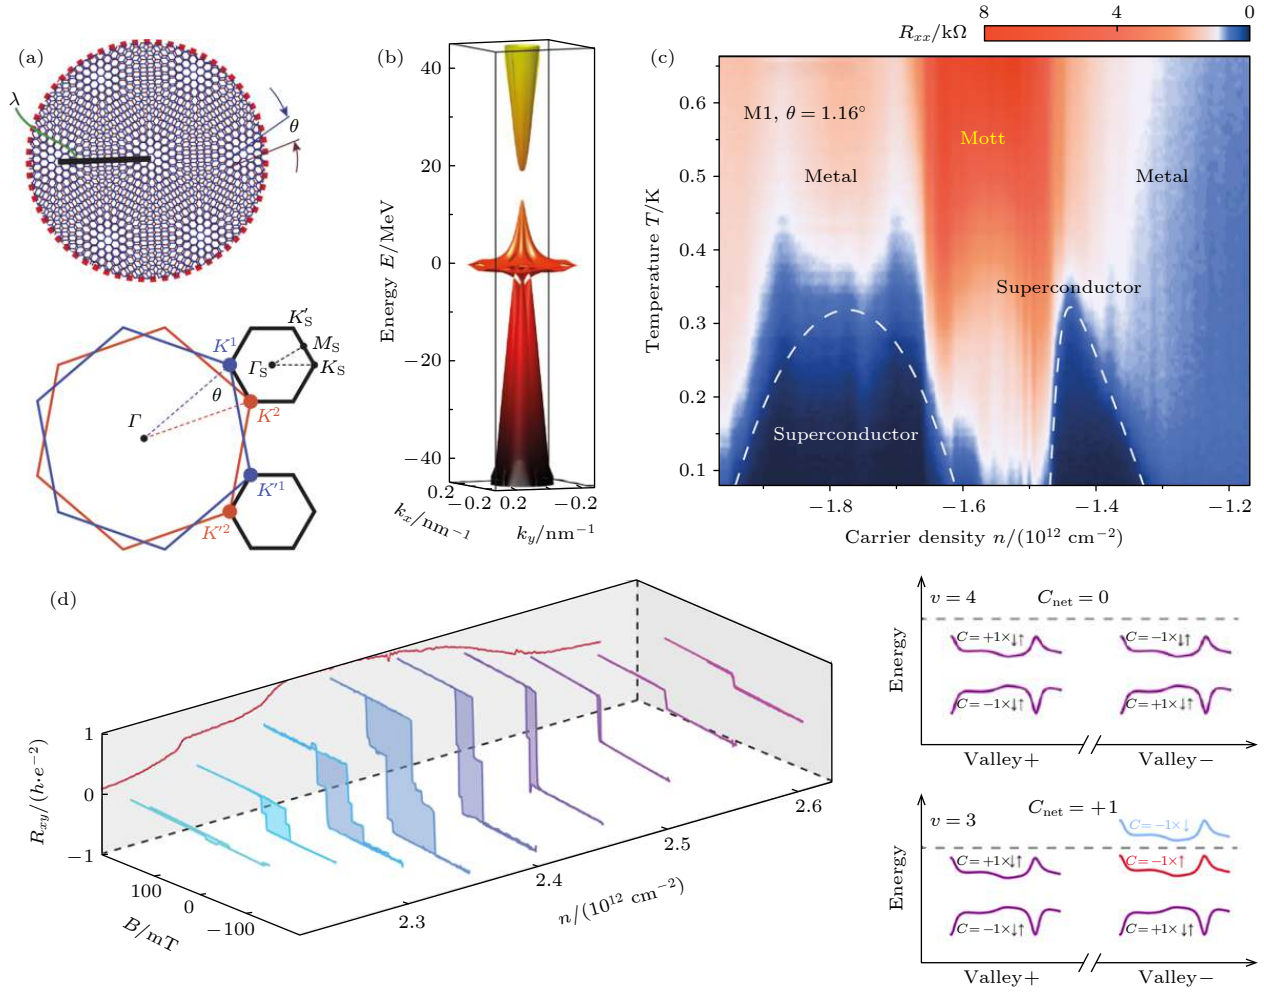 (a)
λ
θ
K¹
K²
K′¹
K′²
Γ
θ
K′S
MS
ΓS
KS
(b)
Energy E/MeV
40
20
0
−20
−40
0.2
−0.2
0.2
−0.2
kx/nm−1
ky/nm−1
Rxx/kΩ
8 4 0
(c)
M1, θ = 1.16°
Mott
Metal
Metal
Superconductor
Superconductor
Temperature T/K
0.6
0.5
0.4
0.3
0.2
0.1
−1.8 −1.6 −1.4 −1.2
Carrier density n/(10¹² cm−2)
(d)
Rxy/(h·e−2)
1
0
−1
100
0
−100
B/mT
2.3
2.4
2.5
2.6
n/(10¹² cm−2)
v = 4 Cnet = 0
Energy
C=+1×↓↑ C=−1×↓↑
C=−1×↓↑ C=+1×↓↑
Valley+ Valley−
v = 3 Cnet = +1
Energy
C=−1×↓
C=+1×↓↑ C=−1×↑
C=−1×↓↑ C=+1×↓↑
Valley+ Valley−